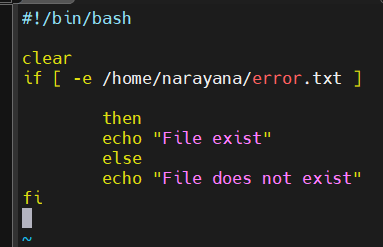 #!/bin/bash
clear
if [ -e /home/narayana/error.txt ]
then
echo "File exist"
else
echo "File does not exist"
fi
~